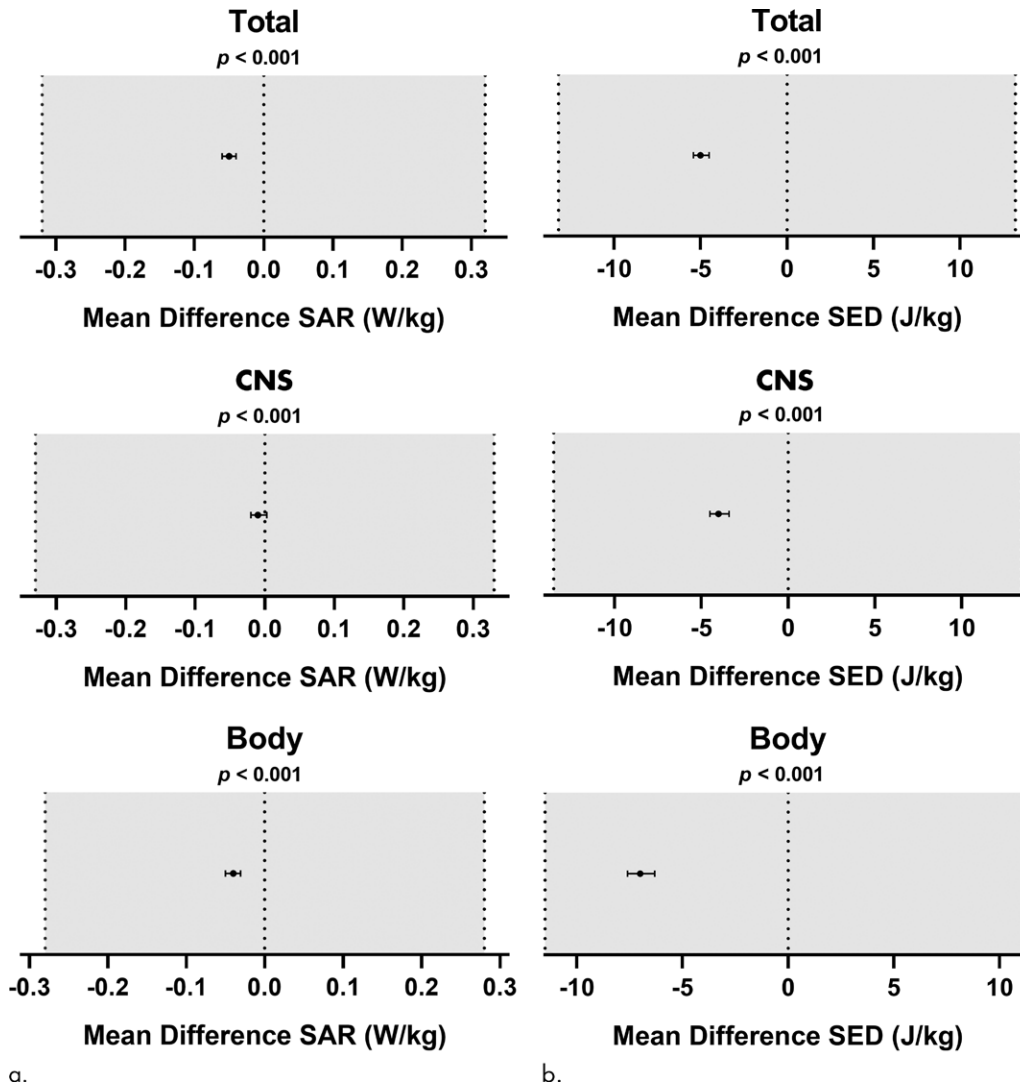 Total
p < 0.001
-0.3 -0.2 -0.1 0.0 0.1 0.2 0.3
Mean Difference SAR (W/kg)
CNS
p < 0.001
-0.3 -0.2 -0.1 0.0 0.1 0.2 0.3
Mean Difference SAR (W/kg)
Body
p < 0.001
-0.3 -0.2 -0.1 0.0 0.1 0.2 0.3
Mean Difference SAR (W/kg)
a.
Total
p < 0.001
-10 -5 0 5 10
Mean Difference SED (J/kg)
CNS
p < 0.001
-10 -5 0 5 10
Mean Difference SED (J/kg)
Body
p < 0.001
-10 -5 0 5 10
Mean Difference SED (J/kg)
b.